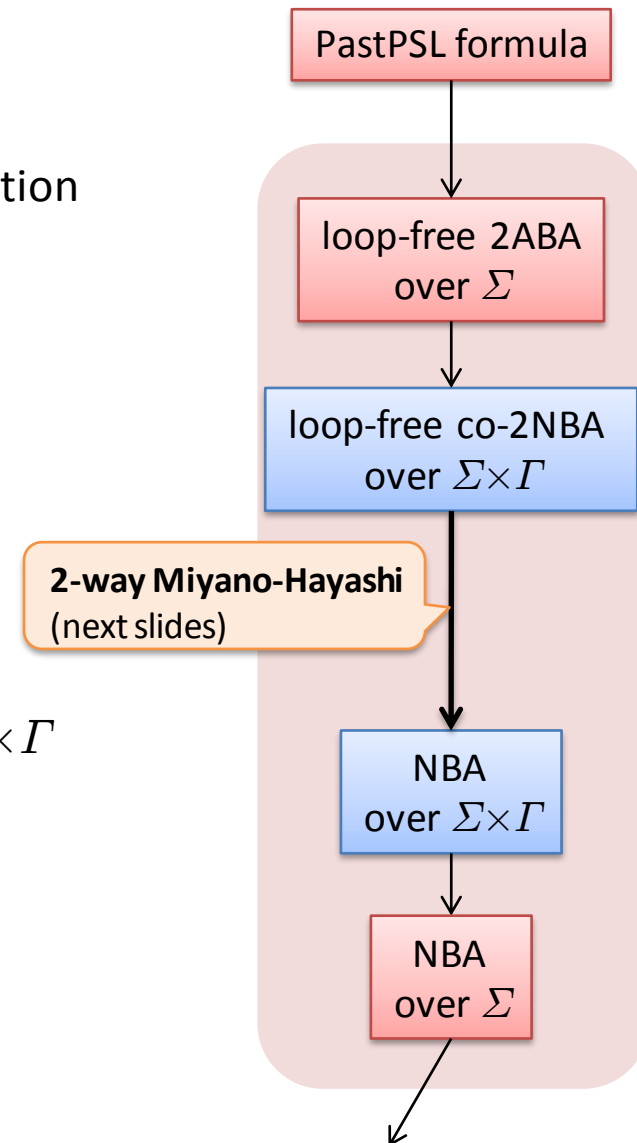 PastPSL formula
tion
loop-free 2ABA
over Σ
loop-free co-2NBA
over Σ×Γ
2-way Miyano-Hayashi
(next slides)
×Γ
NBA
over Σ×Γ
NBA
over Σ